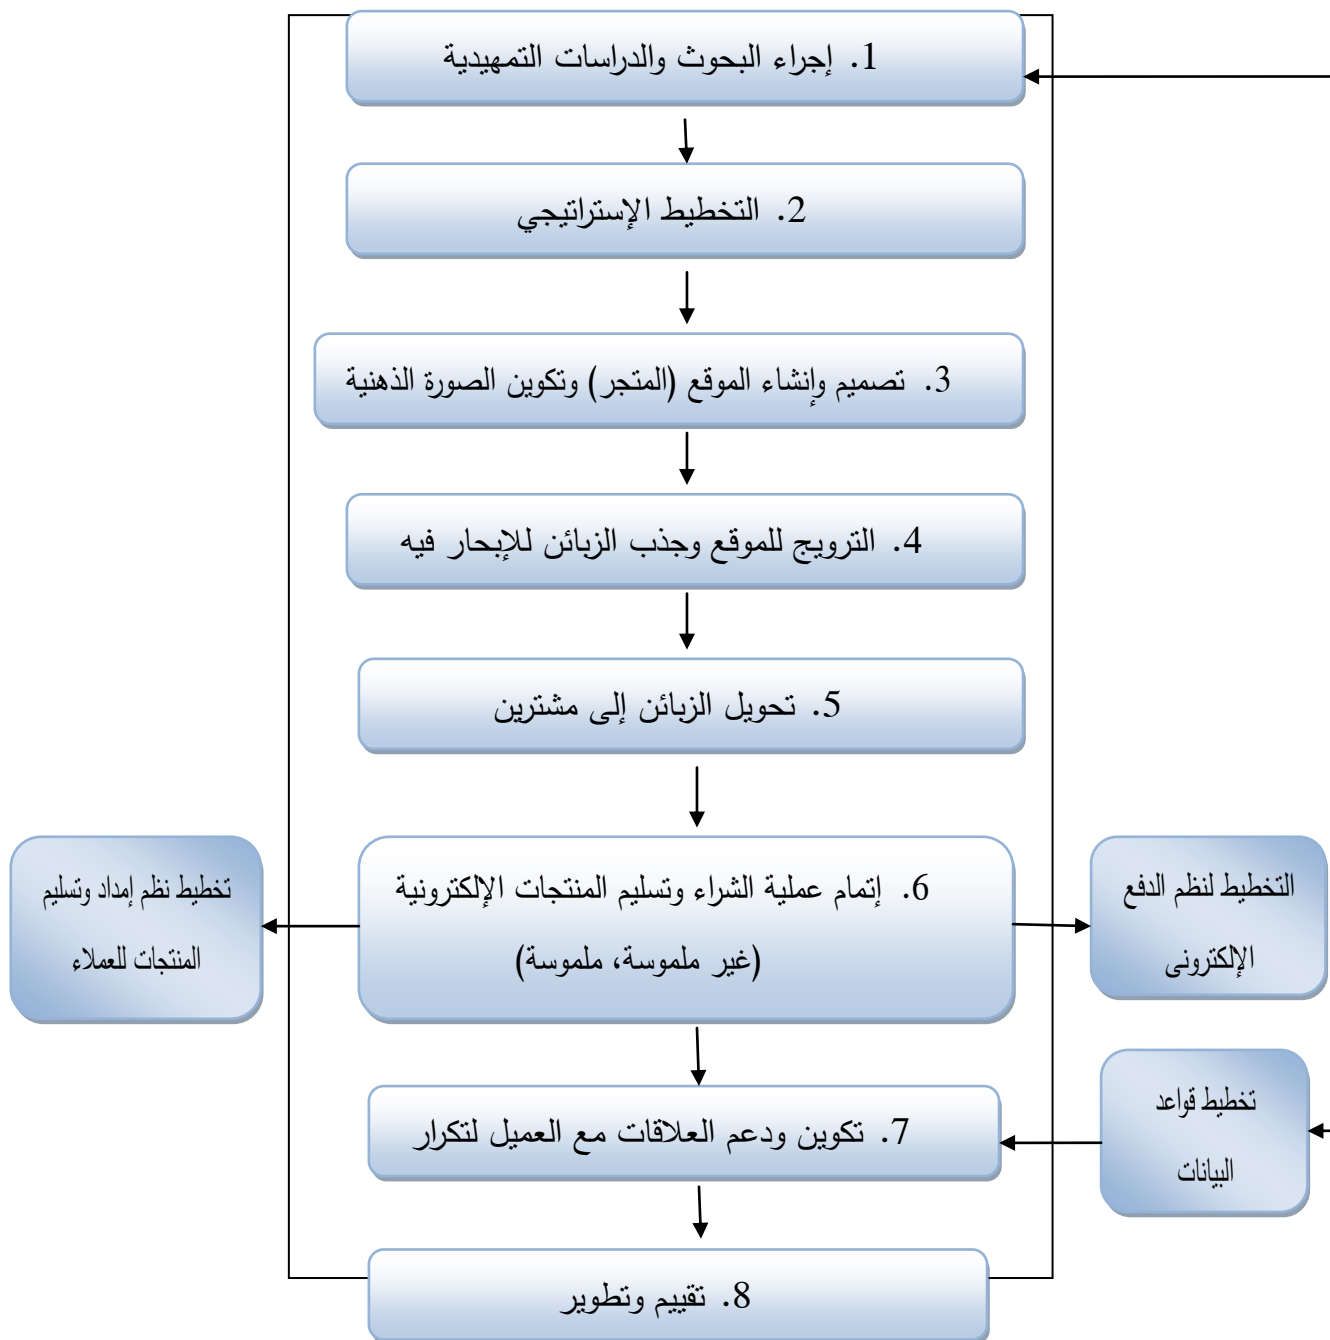 1. إجراء البحوث والدراسات التمهيدية
2. التخطيط الإستراتيجي
3. تصميم وإنشاء الموقع (المتجر) وتكوين الصورة الذهنية
4. الترويج للموقع وجذب الزبائن للإبحار فيه
5. تحويل الزبائن إلى مشترين
التخطيط لنظم الدفع
الإلكترونى
6. إتمام عملية الشراء وتسليم المنتجات الإلكترونية
(غير ملموسة، ملموسة)
تخطيط نظم إمداد وتسليم
المنتجات للعملاء
تخطيط قواعد
البيانات
7. تكوين ودعم العلاقات مع العميل لتكرار
8. تقييم وتطوير